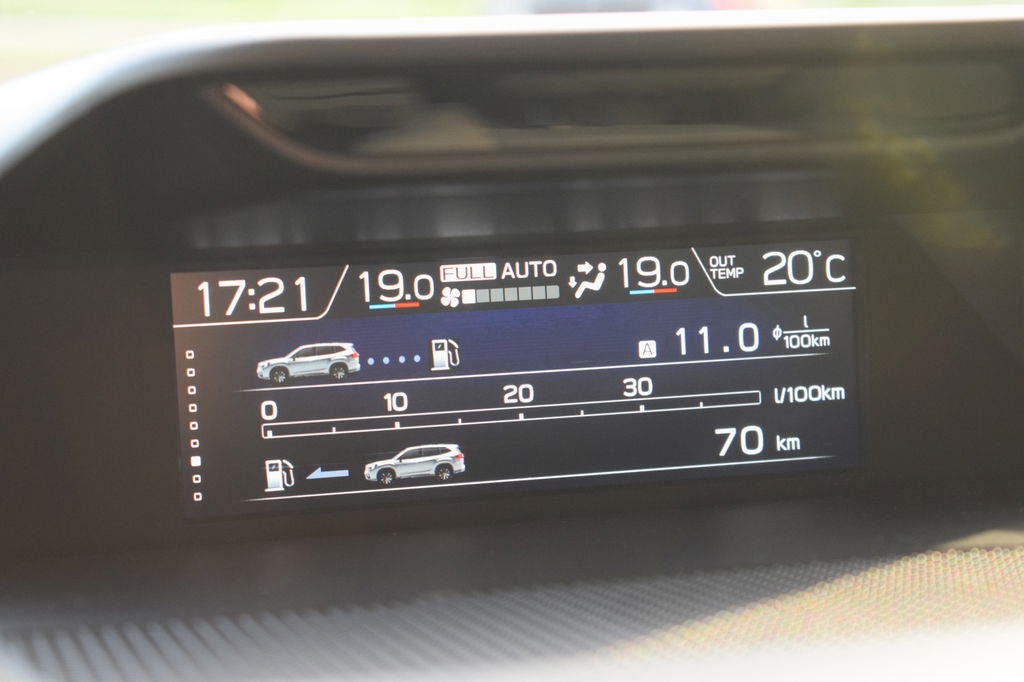 17:21 19.0 FULL AUTO 19.0 OUT TEMP 20°C
A 11.0 ϕ l/100km
0 10 20 30 l/100km
70 km